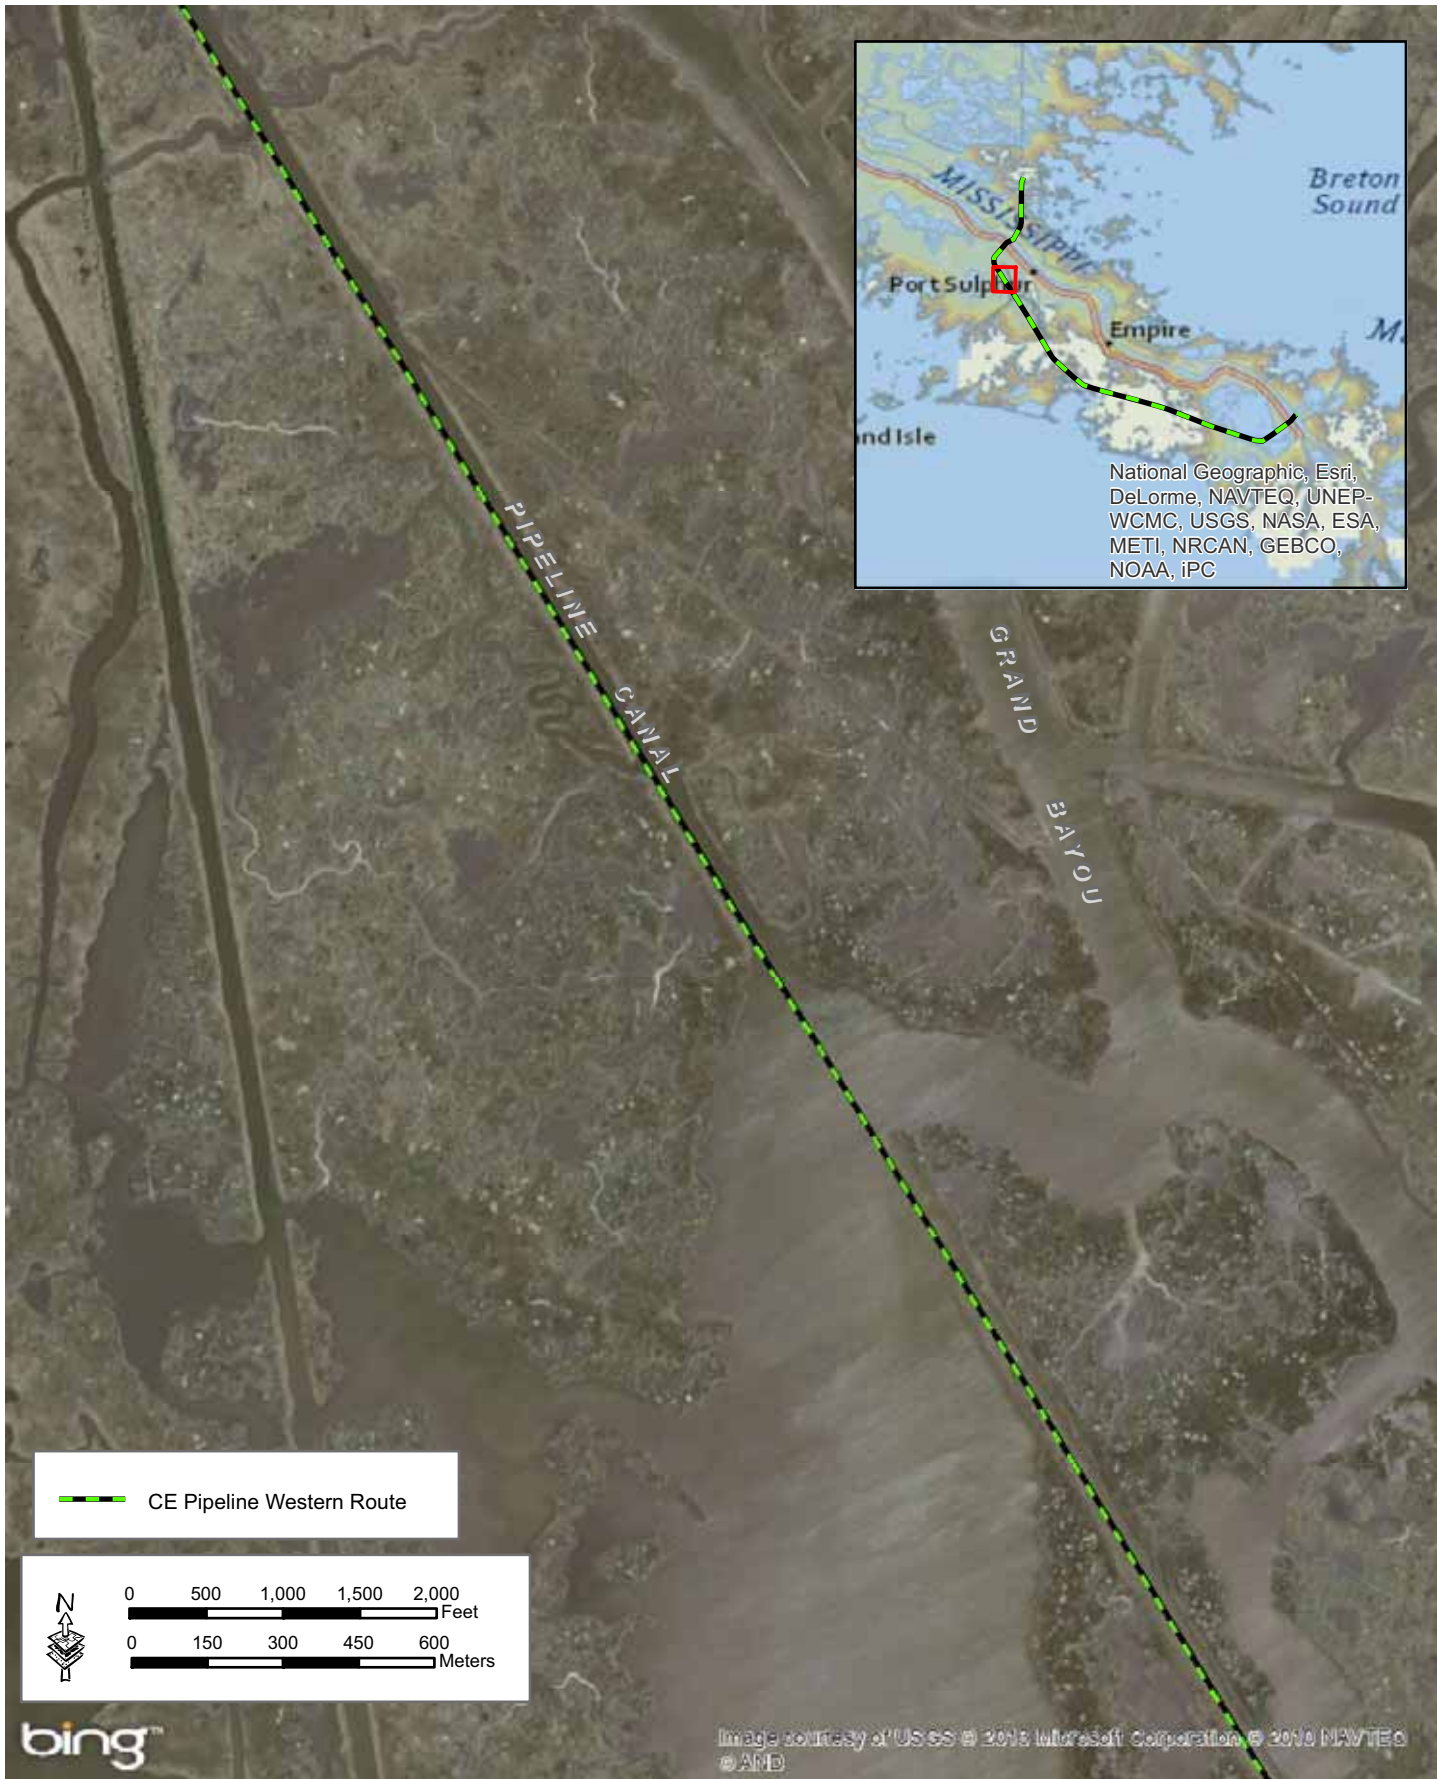 MISSISSIPPI
Breton
Sound
Port Sulphur
Empire
nd Isle
National Geographic, Esri,
DeLorme, NAVTEQ, UNEP-
WCMC, USGS, NASA, ESA,
METI, NRCAN, GEBCO,
NOAA, iPC
PIPELINE
CANAL
GRAND
BAYOU
CE Pipeline Western Route
N
0 500 1,000 1,500 2,000
Feet
0 150 300 450 600
Meters
bing™
Image courtesy of USGS © 2012 Microsoft Corporation © 2010 NAVTEQ
© AND